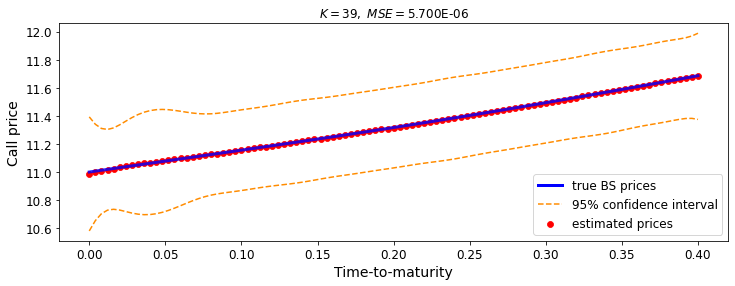 K = 39, MSE = 5.700E-06
Call price
12.0
11.8
11.6
11.4
11.2
11.0
10.8
10.6
0.00 0.05 0.10 0.15 0.20 0.25 0.30 0.35 0.40
Time-to-maturity
true BS prices
95% confidence interval
estimated prices